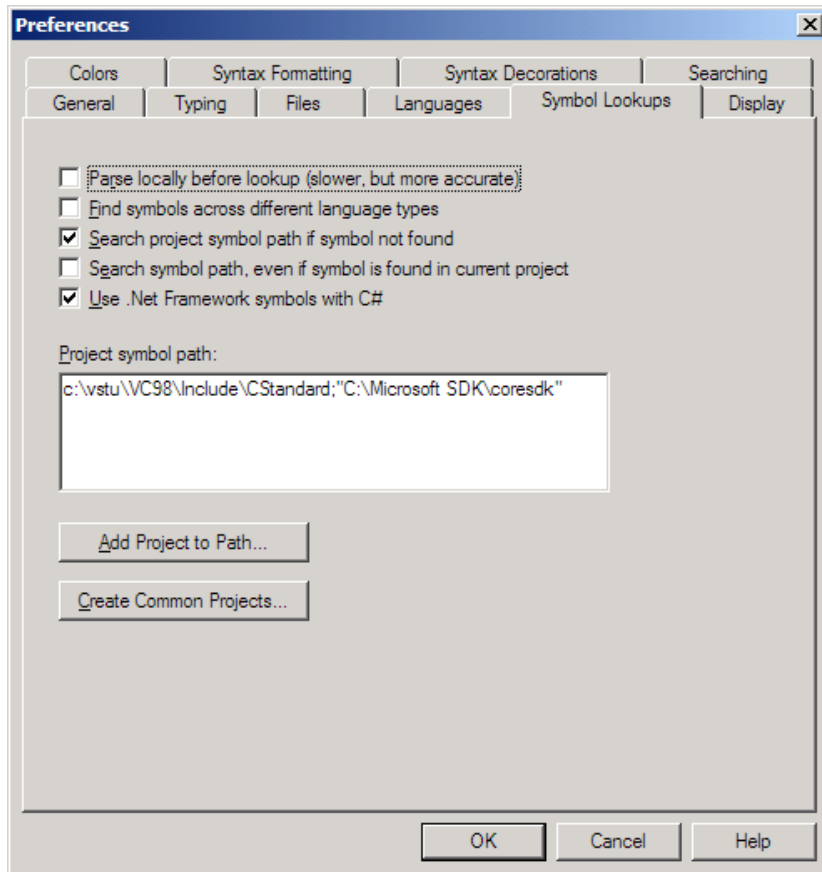 Preferences
Colors Syntax Formatting Syntax Decorations Searching
General Typing Files Languages Symbol Lookups Display
Parse locally before lookup (slower, but more accurate)
Find symbols across different language types
Search project symbol path if symbol not found
Search symbol path, even if symbol is found in current project
Use .Net Framework symbols with C#
Project symbol path:
c:\vstu\VC98\Include\CStandard;"C:\Microsoft SDK\coresdk"
Add Project to Path...
Create Common Projects...
OK Cancel Help